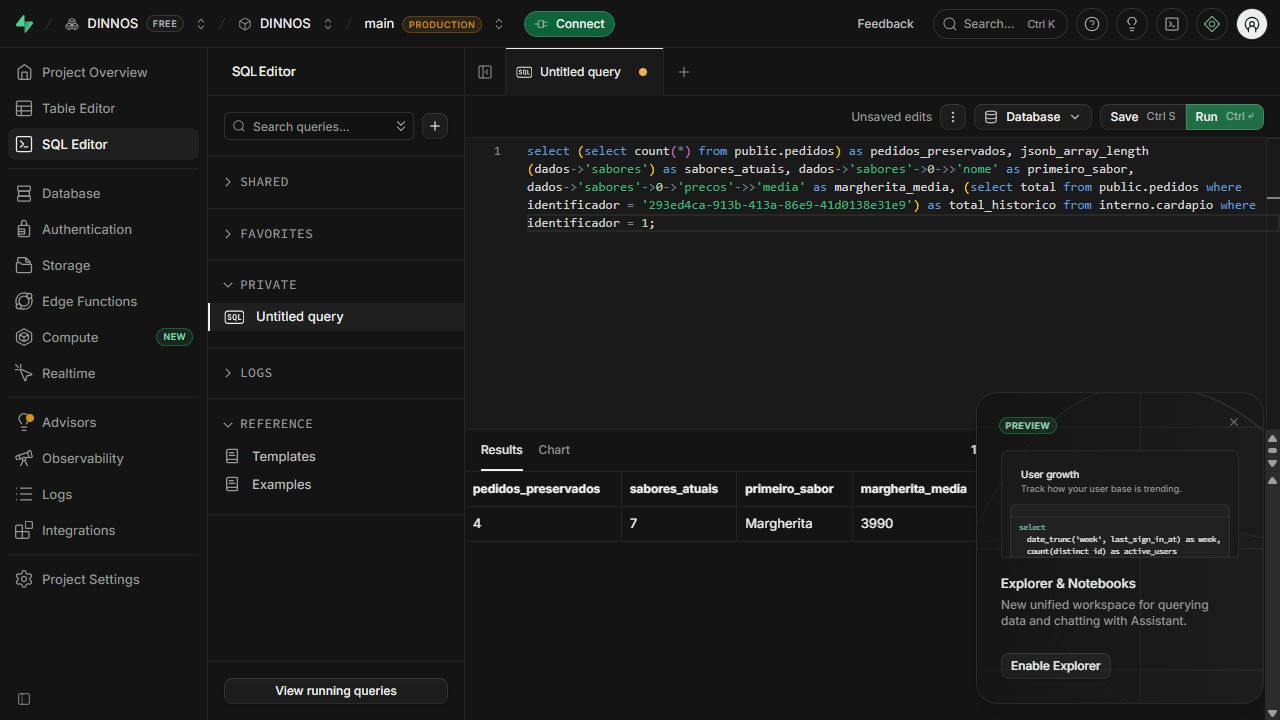 DINNOS FREE DINNOS main PRODUCTION Connect Feedback Search... Ctrl K
Project Overview
Table Editor
SQL Editor
Database
Authentication
Storage
Edge Functions
Compute NEW
Realtime
Advisors
Observability
Logs
Integrations
Project Settings
SQL Editor
Search queries...
SHARED
FAVORITES
PRIVATE
SQL Untitled query
LOGS
REFERENCE
Templates
Examples
View running queries
SQL Untitled query
Unsaved edits Database Save Ctrl S Run Ctrl ↵
1 select (select count(*) from public.pedidos) as pedidos_preservados, jsonb_array_length
(dados->'sabores') as sabores_atuais, dados->'sabores'->0->>'nome' as primeiro_sabor,
dados->'sabores'->0->'precos'->>'media' as margherita_media, (select total from public.pedidos where
identificador = '293ed4ca-913b-413a-86e9-41d0138e31e9') as total_historico from interno.cardapio where
identificador = 1;
Results Chart 1
pedidos_preservados sabores_atuais primeiro_sabor margherita_media
4 7 Margherita 3990
PREVIEW
User growth
Track how your user base is trending.
select
date_trunc('week', last_sign_in_at) as week,
count(distinct id) as active_users
Explorer & Notebooks
New unified workspace for querying
data and chatting with Assistant.
Enable Explorer